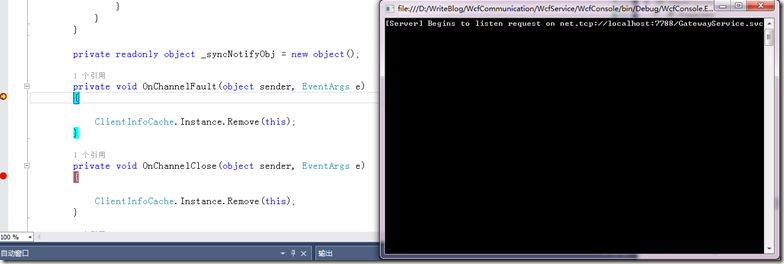 }
}
}
private readonly object _syncNotifyObj = new object();
1 个引用
private void OnChannelFault(object sender, EventArgs e)
{
ClientInfoCache.Instance.Remove(this);
}
1 个引用
private void OnChannelClose(object sender, EventArgs e)
{
ClientInfoCache.Instance.Remove(this);
}
100 %
自动窗口
输出
file:///D:/WriteBlog/WcfCommunication/WcfService/WcfConsole/bin/Debug/WcfConsole.E...
[Server] Begins to listen request on net.tcp://localhost:7788/GatewayService.svc